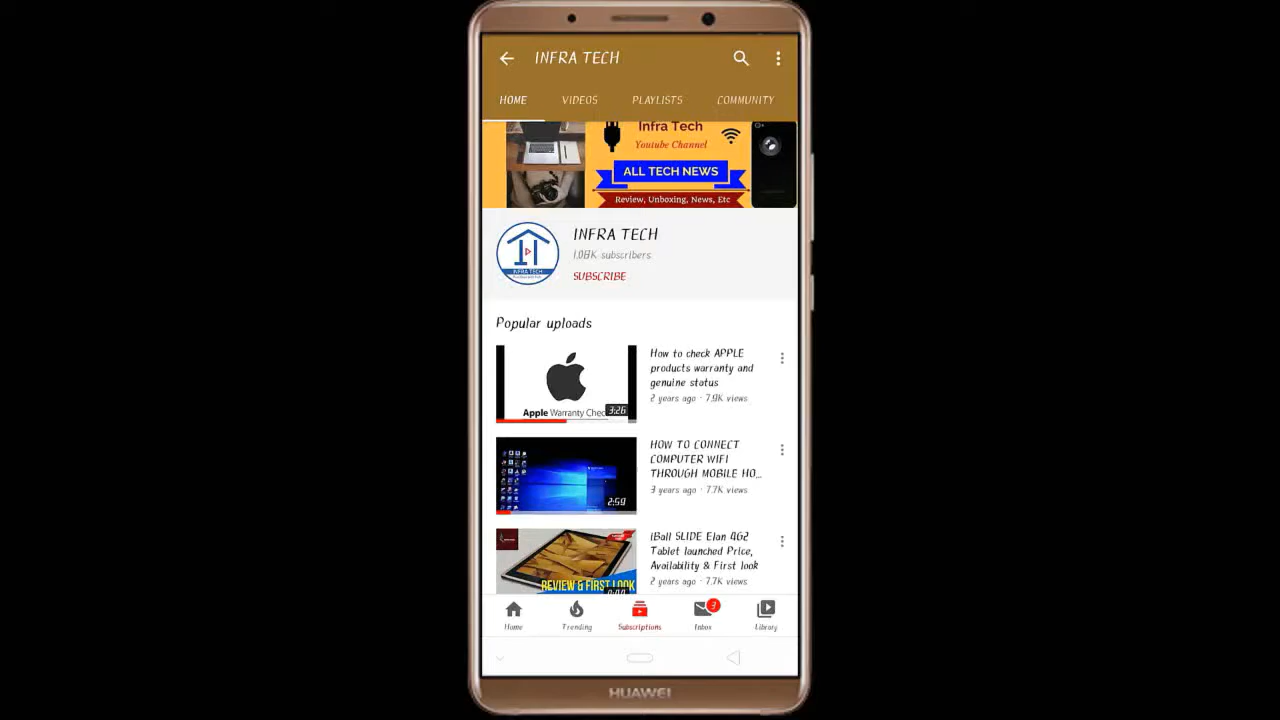 INFRA TECH
HOME VIDEOS PLAYLISTS COMMUNITY
Infra Tech
Youtube Channel
ALL TECH NEWS
Review, Unboxing, News, Etc
INFRA TECH
1.08K subscribers
SUBSCRIBE
INFRA TECH
Popular uploads
Apple Warranty Chec
3:26
How to check APPLE
products warranty and
genuine status
2 years ago · 7.9K views
2:59
HOW TO CONNECT
COMPUTER WIFI
THROUGH MOBILE HO...
3 years ago · 7.7K views
REVIEW & FIRST LOOK
iBall SLIDE Elan 4G2
Tablet launched Price,
Availability & First look
2 years ago · 7.7K views
Home Trending Subscriptions Inbox Library
HUAWEI